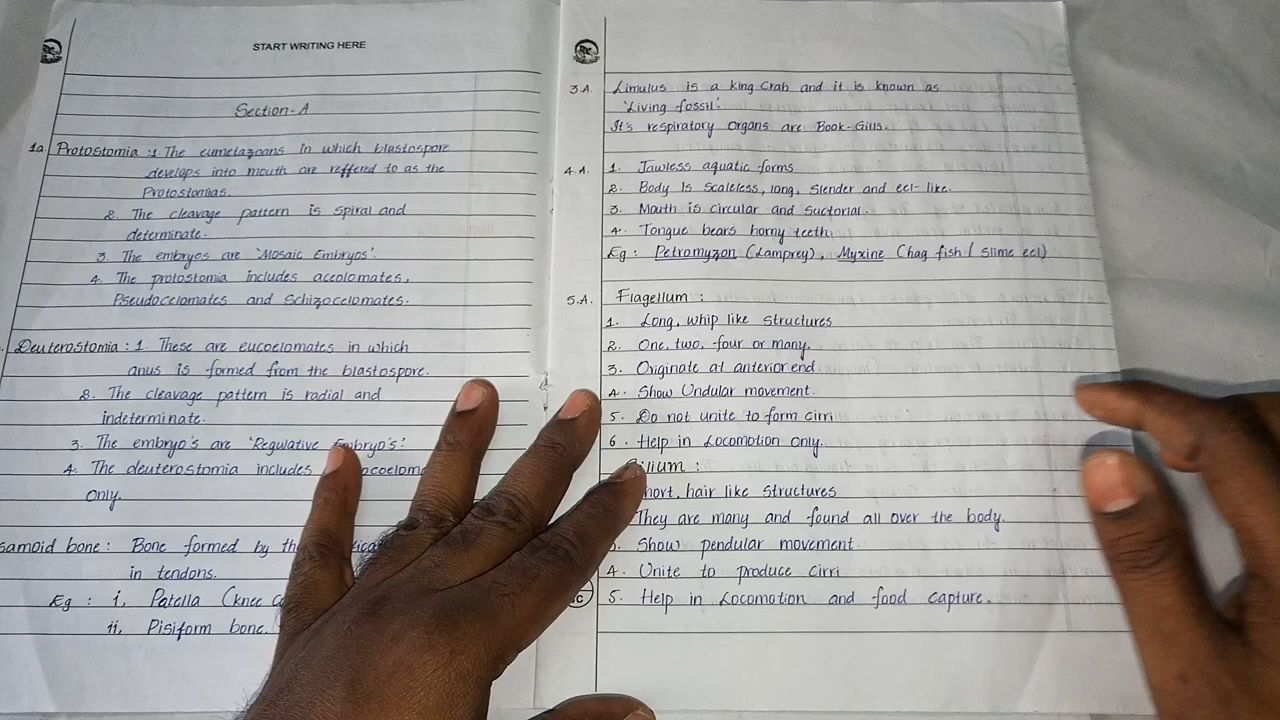 START WRITING HERE
Section-A
1a. Protostomia : 1. The eumetazoans in which blastospore
develops into mouth are reffered to as the
Protostomias.
2. The cleavage pattern is spiral and
determinate.
3. The embryos are 'Mosaic Embryos'.
4. The protostomia includes acelomates,
Pseudocelomates and Schizocelomates.
Deuterostomia : 1. These are eucoelomates in which
anus is formed from the blastospore.
2. The cleavage pattern is radial and
indeterminate.
3. The embryo's are 'Regulative Embryo's'.
4. The deuterostomia includes
Only.
samoid bone : Bone formed by
in tendons.
Eg : i, Patella (knee
ii, Pisiform bone.
3.A. Limulus is a king Crab and it is known as
'Living fossil'.
It's respiratory organs are Book-Gills.
4.A. 1. Jawless aquatic forms
2. Body is Scaleless, long, Slender and eel-like.
3. Mouth is Circular and Suctorial.
4. Tongue bears horny teeth.
Eg : Petromyzon (Lamprey), Myxine (hag fish / Slime eel)
5.A. Flagellum :
1. Long, whip like Structures
2. One, two, four or many.
3. Originate at anterior end.
4. Show Undular movement.
5. Do not unite to form cirri
6. Help in Locomotion Only.
ilium :
hort, hair like Structures
They are many and found all over the body.
3. Show pendular movement.
4. Unite to produce cirri
5. Help in Locomotion and food capture.